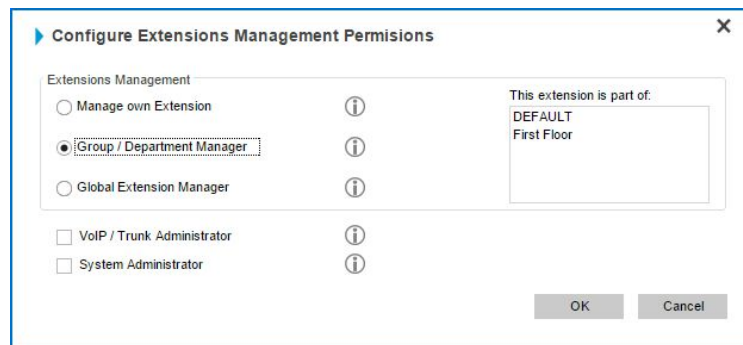 Configure Extensions Management Permisions
Extensions Management
Manage own Extension
Group / Department Manager
Global Extension Manager
This extension is part of:
DEFAULT
First Floor
VoIP / Trunk Administrator
System Administrator
OK
Cancel